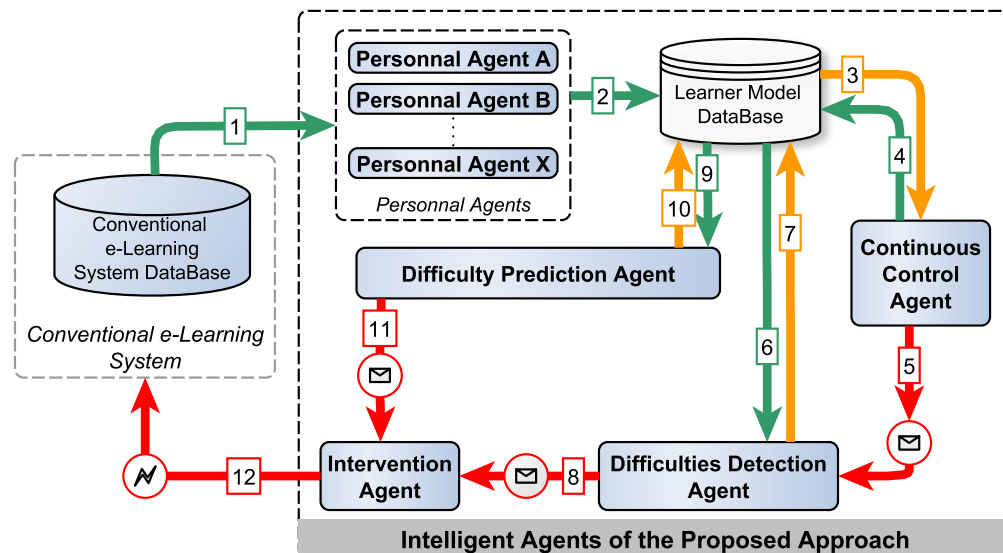 Personnal Agent A
Personnal Agent B
Personnal Agent X
Personnal Agents
1
2
Learner Model
DataBase
3
4
9
10
7
Conventional
e-Learning
System DataBase
Conventional e-Learning
System
Difficulty Prediction Agent
Continuous
Control
Agent
11
6
5
Intervention
Agent
12
8
Difficulties Detection
Agent
Intelligent Agents of the Proposed Approach